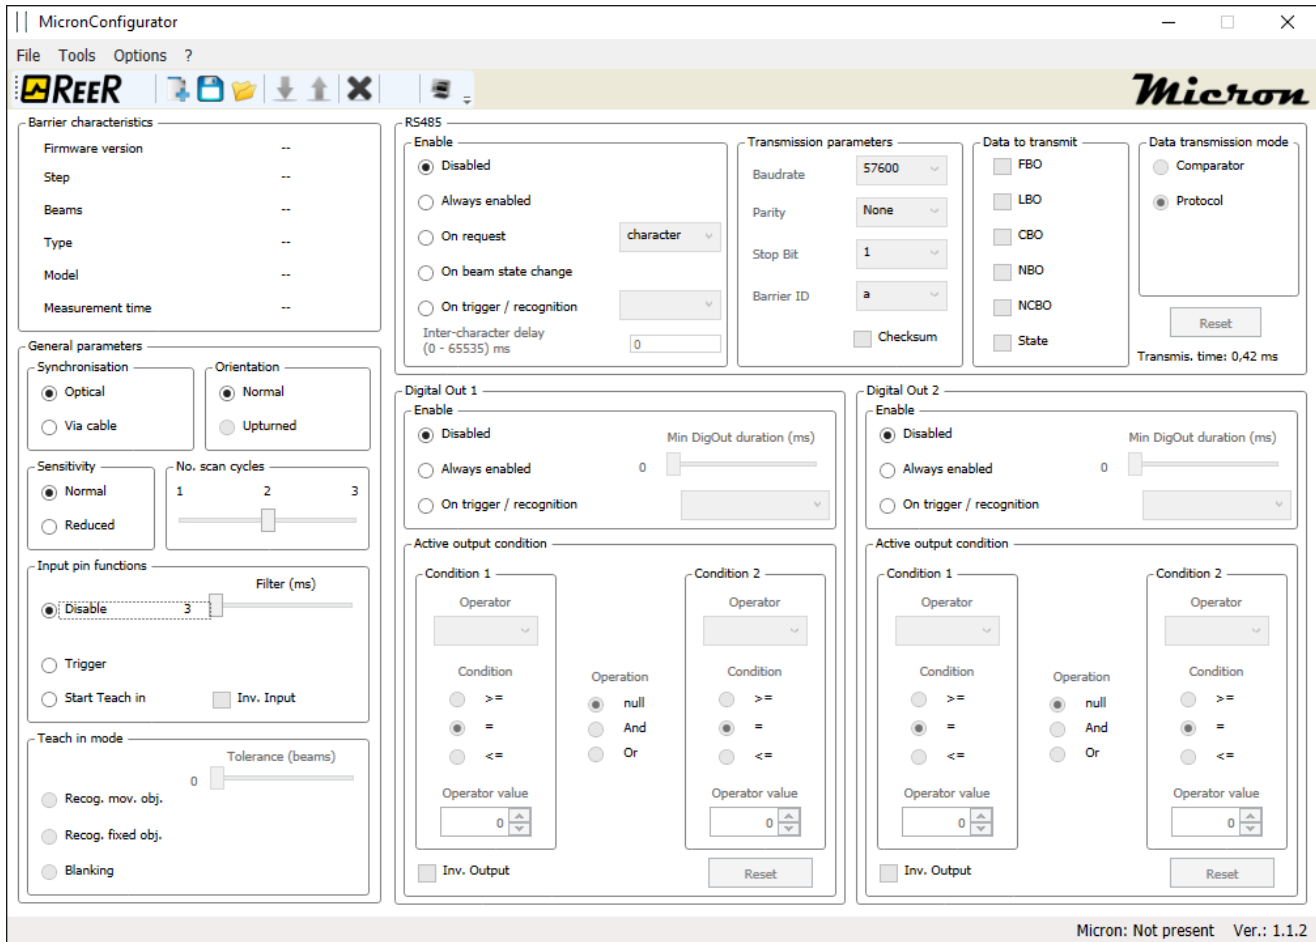 MicronConfigurator
File Tools Options ?
REER
Micron
Barrier characteristics
Firmware version --
Step --
Beams --
Type --
Model --
Measurement time --
General parameters
Synchronisation
Optical
Via cable
Orientation
Normal
Upturned
Sensitivity
Normal
Reduced
No. scan cycles
1 2 3
Input pin functions
Filter (ms)
Disable 3
Trigger
Start Teach in
Inv. Input
Teach in mode
Tolerance (beams)
0
Recog. mov. obj.
Recog. fixed obj.
Blanking
RS485
Enable
Disabled
Always enabled
On request character
On beam state change
On trigger / recognition
Inter-character delay
(0 - 65535) ms 0
Transmission parameters
Baudrate 57600
Parity None
Stop Bit 1
Barrier ID a
Checksum
Data to transmit
FBO
LBO
CBO
NBO
NCBO
State
Data transmission mode
Comparator
Protocol
Reset
Transmis. time: 0,42 ms
Digital Out 1
Enable
Disabled
Always enabled
On trigger / recognition
Min DigOut duration (ms)
0
Active output condition
Condition 1
Operator
Condition
>=
=
<=
Operator value
0
Operation
null
And
Or
Condition 2
Operator
Condition
>=
=
<=
Operator value
0
Inv. Output
Reset
Digital Out 2
Enable
Disabled
Always enabled
On trigger / recognition
Min DigOut duration (ms)
0
Active output condition
Condition 1
Operator
Condition
>=
=
<=
Operator value
0
Operation
null
And
Or
Condition 2
Operator
Condition
>=
=
<=
Operator value
0
Inv. Output
Reset
Micron: Not present Ver.: 1.1.2